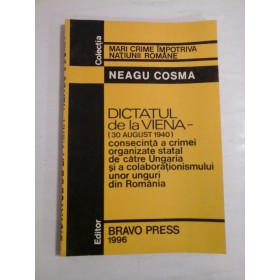 Colecția
MARI CRIME ÎMPOTRIVA
NAȚIUNII ROMÂNE
NEAGU COSMA
DICTATUL
de la VIENA -
(30 AUGUST 1940)
consecința a crimei
organizate statal
de către Ungaria
și a colaboraționismului
unor unguri
din România
Editor
BRAVO PRESS
1996